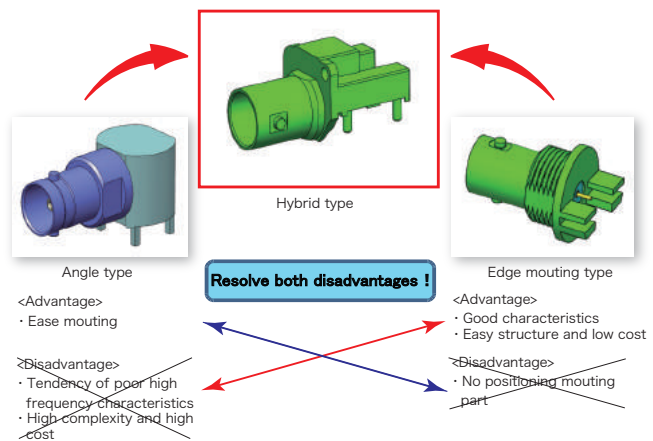 Hybrid type
Angle type
Resolve both disadvantages !
Edge mouting type
<Advantage>
・Ease mouting
<Disadvantage>
・Tendency of poor high
frequency characteristics
・High complexity and high
cost
<Advantage>
・Good characteristics
・Easy structure and low cost
<Disadvantage>
・No positioning mouting
part